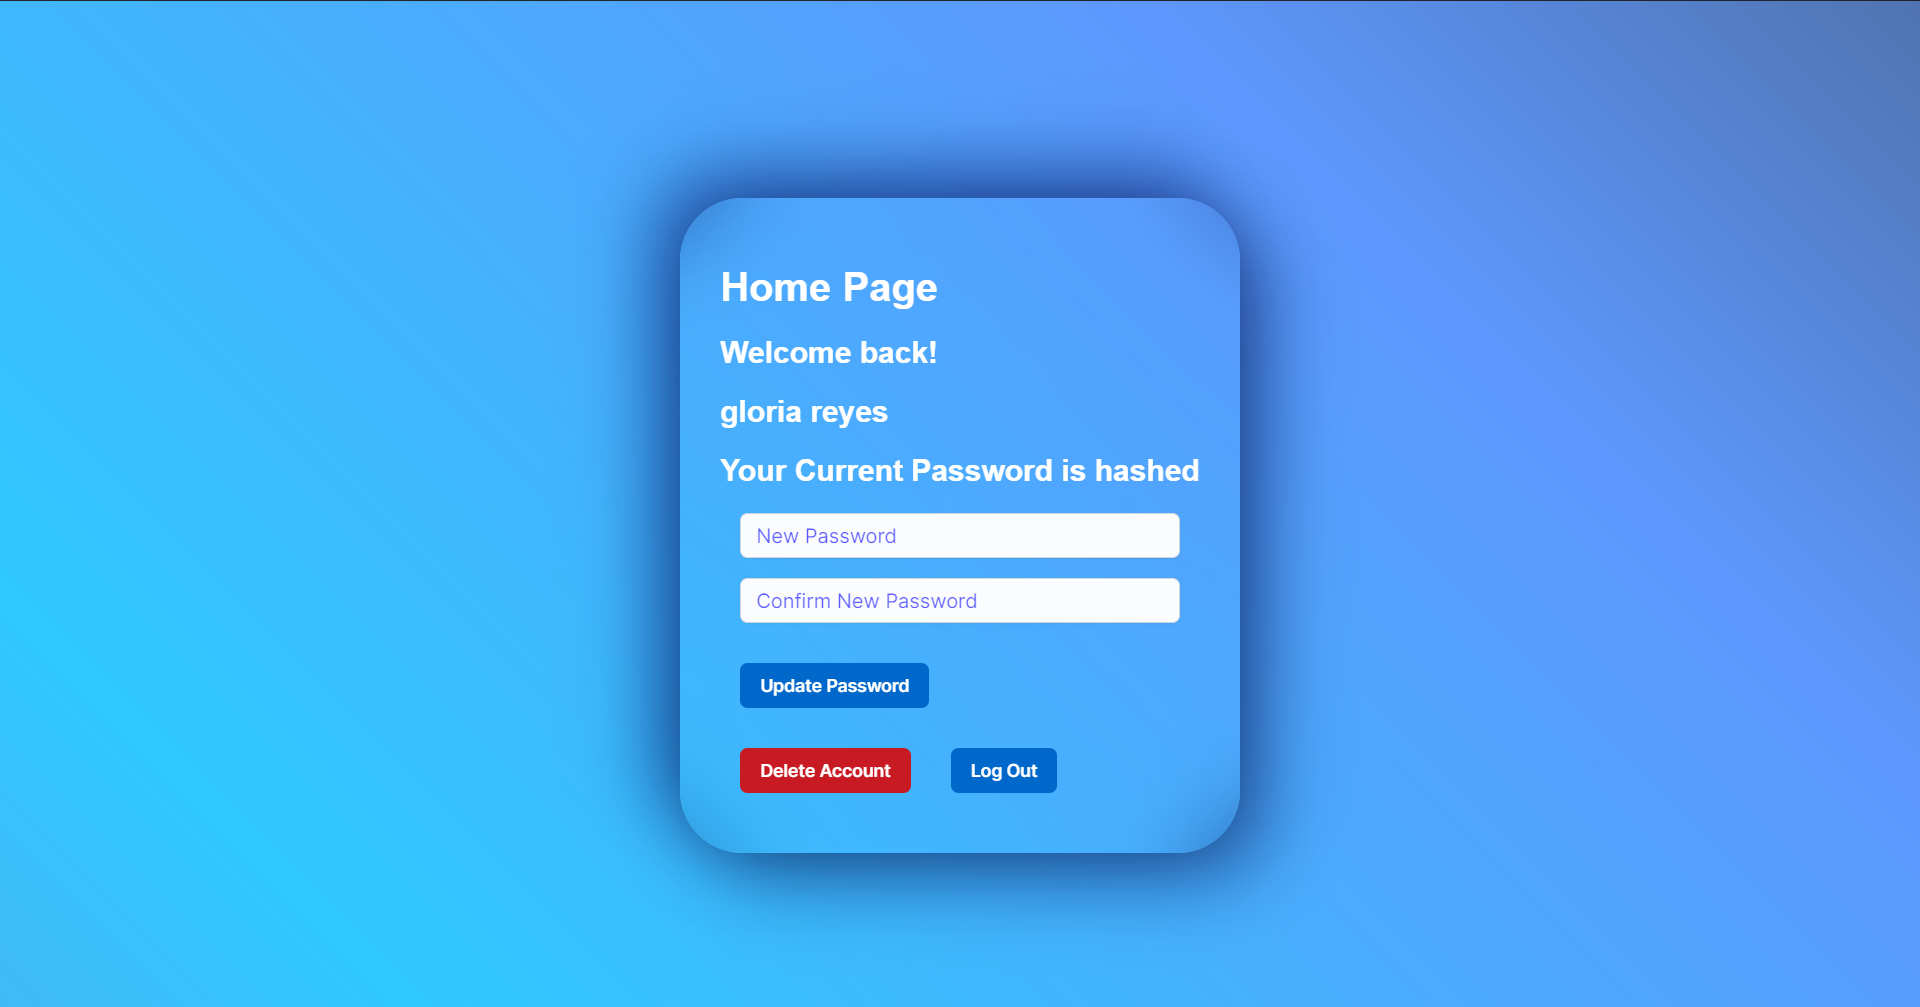 Home Page
Welcome back!
gloria reyes
Your Current Password is hashed
New Password
Confirm New Password
Update Password
Delete Account
Log Out